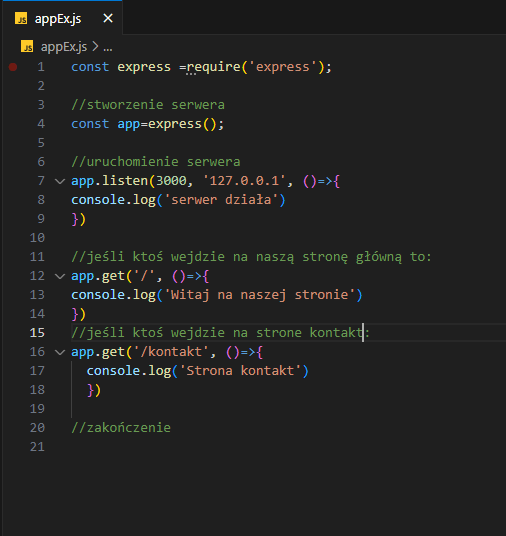 JS appEx.js ×
JS appEx.js > ...
1 const express =require('express');
2
3 //stworzenie serwera
4 const app=express();
5
6 //uruchomienie serwera
7 app.listen(3000, '127.0.0.1', ()=>{
8 console.log('serwer działa')
9 })
10
11 //jeśli ktoś wejdzie na naszą stronę główną to:
12 app.get('/', ()=>{
13 console.log('Witaj na naszej stronie')
14 })
15 //jeśli ktoś wejdzie na strone kontakt:
16 app.get('/kontakt', ()=>{
17 console.log('Strona kontakt')
18 })
19
20 //zakończenie
21